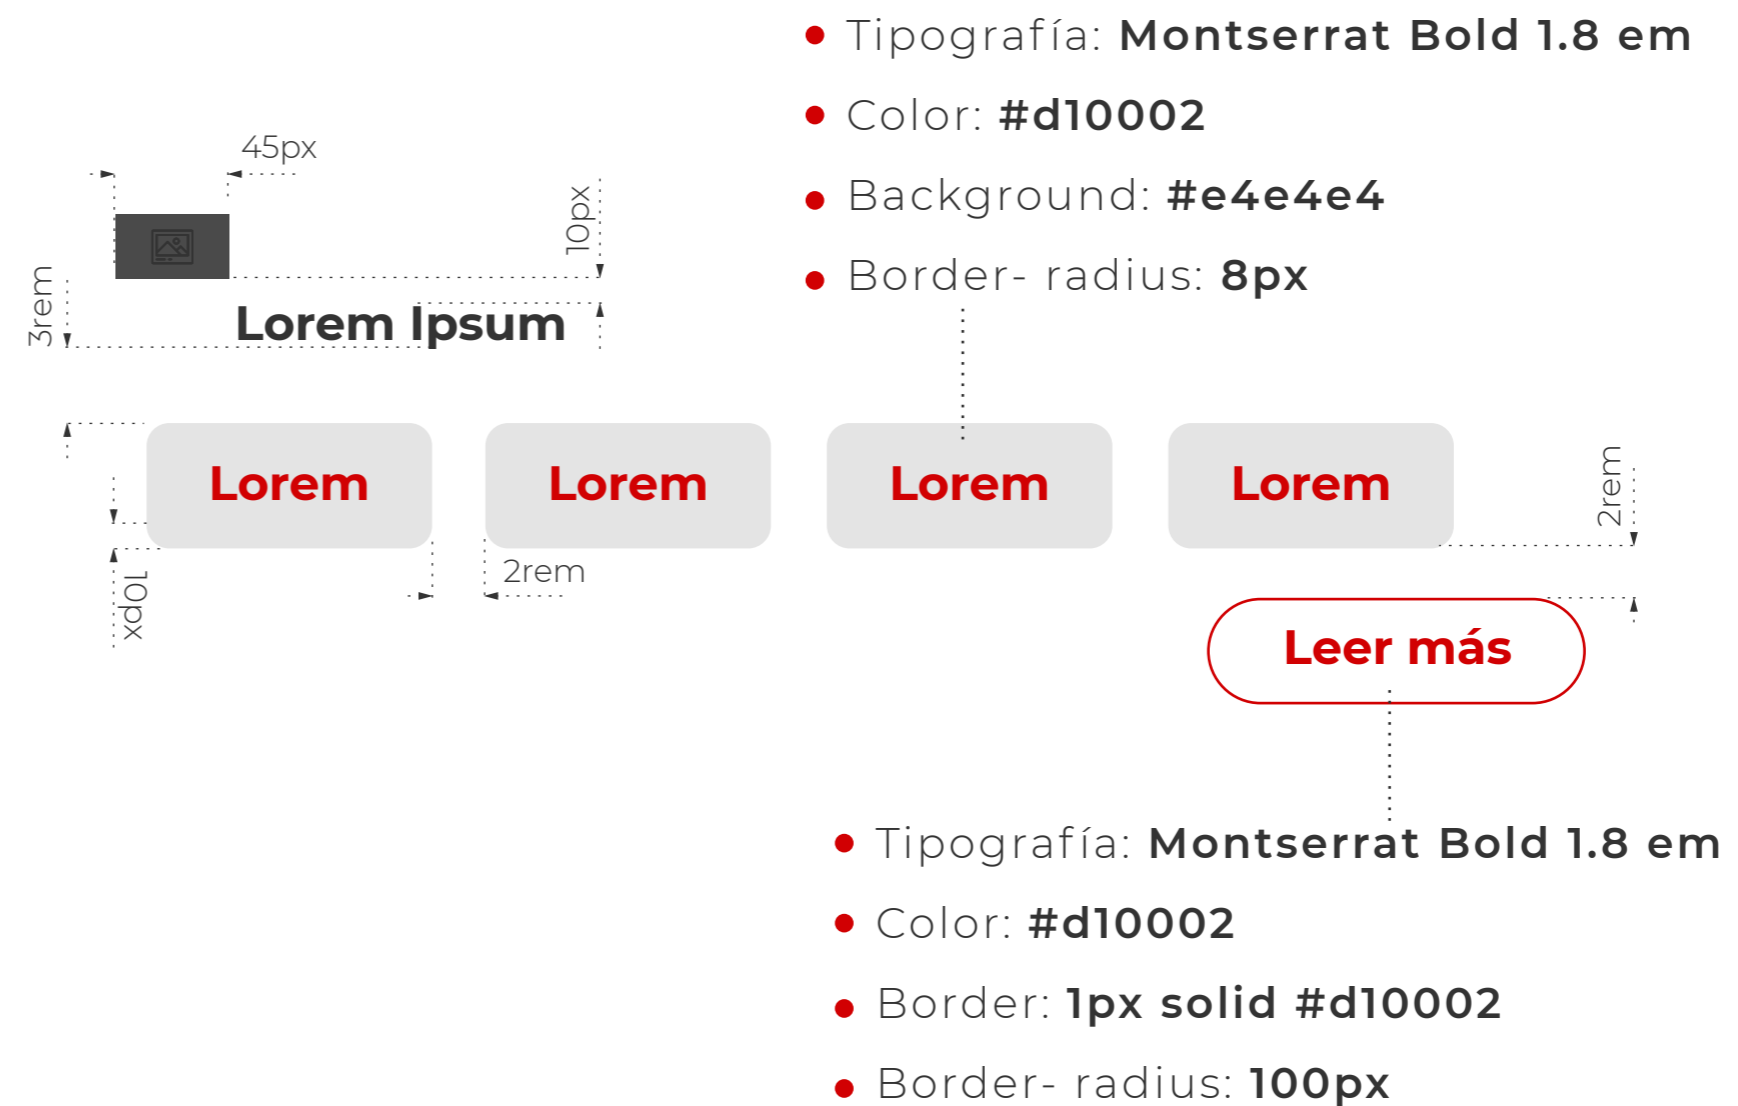 Tipografía: Montserrat Bold 1.8 em
Color: #d10002
Background: #e4e4e4
Border- radius: 8px
45px
10px
3rem
Lorem Ipsum
Lorem Lorem Lorem Lorem
2rem
10px
2rem
Leer más
Tipografía: Montserrat Bold 1.8 em
Color: #d10002
Border: 1px solid #d10002
Border- radius: 100px